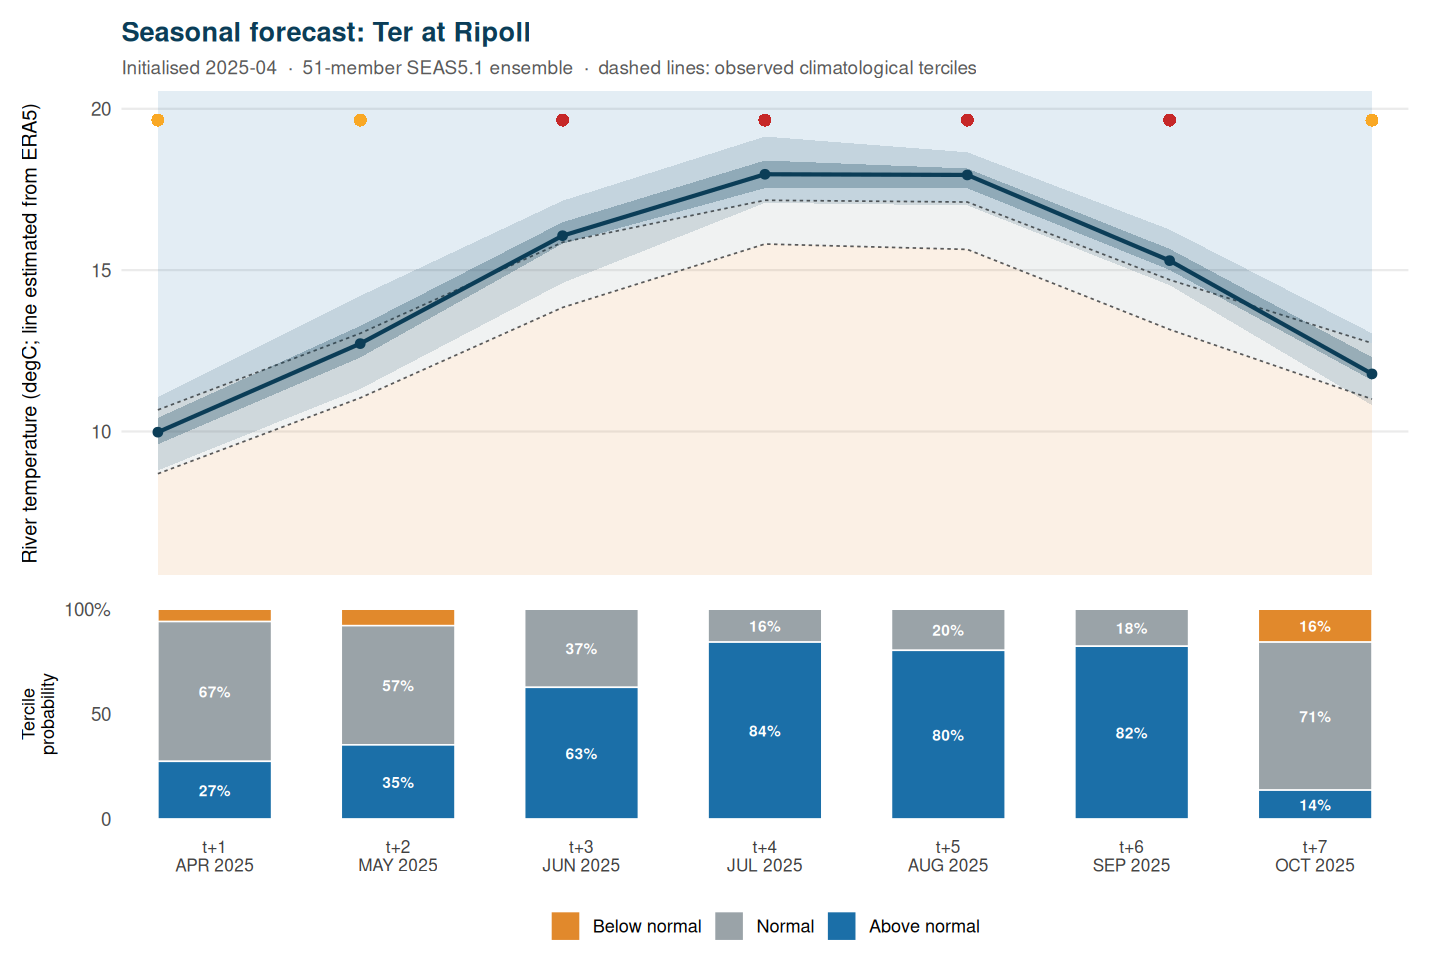 Seasonal forecast: Ter at Ripoll
Initialised 2025-04 · 51-member SEAS5.1 ensemble · dashed lines: observed climatological terciles
River temperature (degC; line estimated from ERA5)
20
15
10
Tercile
probability
100%
50
0
67%
27%
57%
35%
37%
63%
16%
84%
20%
80%
18%
82%
16%
71%
14%
t+1
APR 2025
t+2
MAY 2025
t+3
JUN 2025
t+4
JUL 2025
t+5
AUG 2025
t+6
SEP 2025
t+7
OCT 2025
Below normal
Normal
Above normal